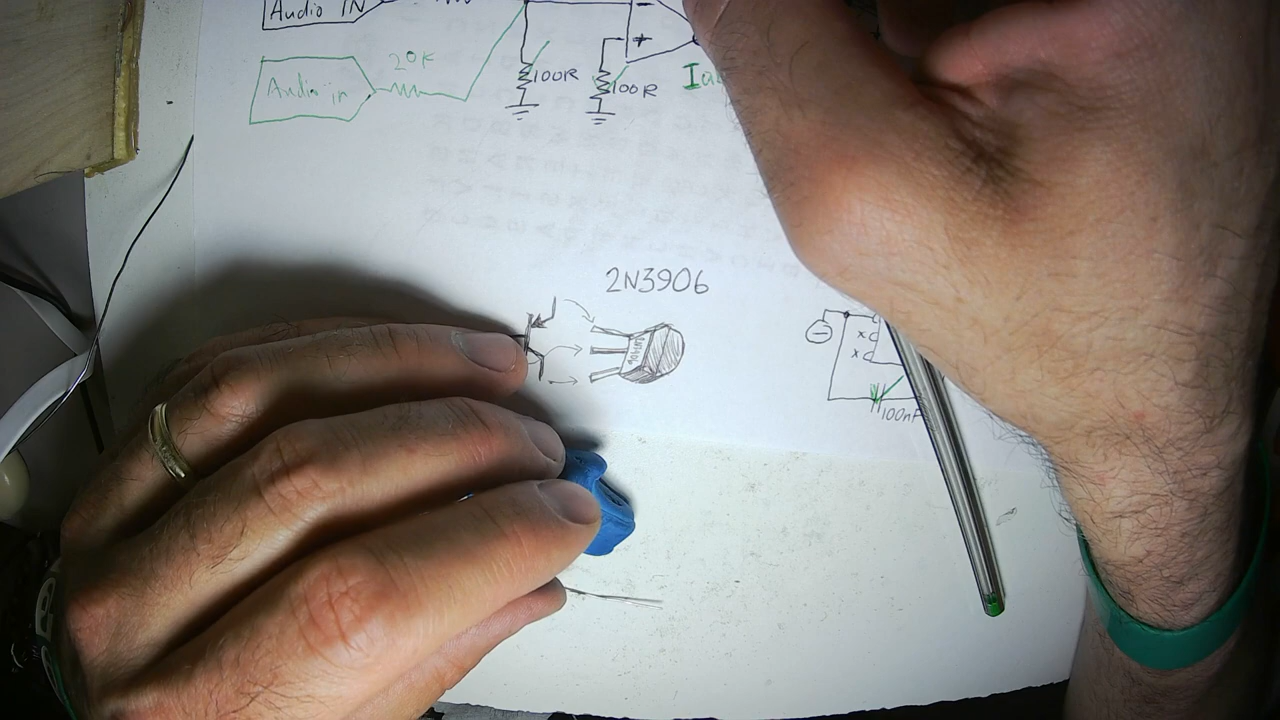 Audio IN
20K
Audio in
-
+
100R
100R
2N3906
x
x
-
100nF